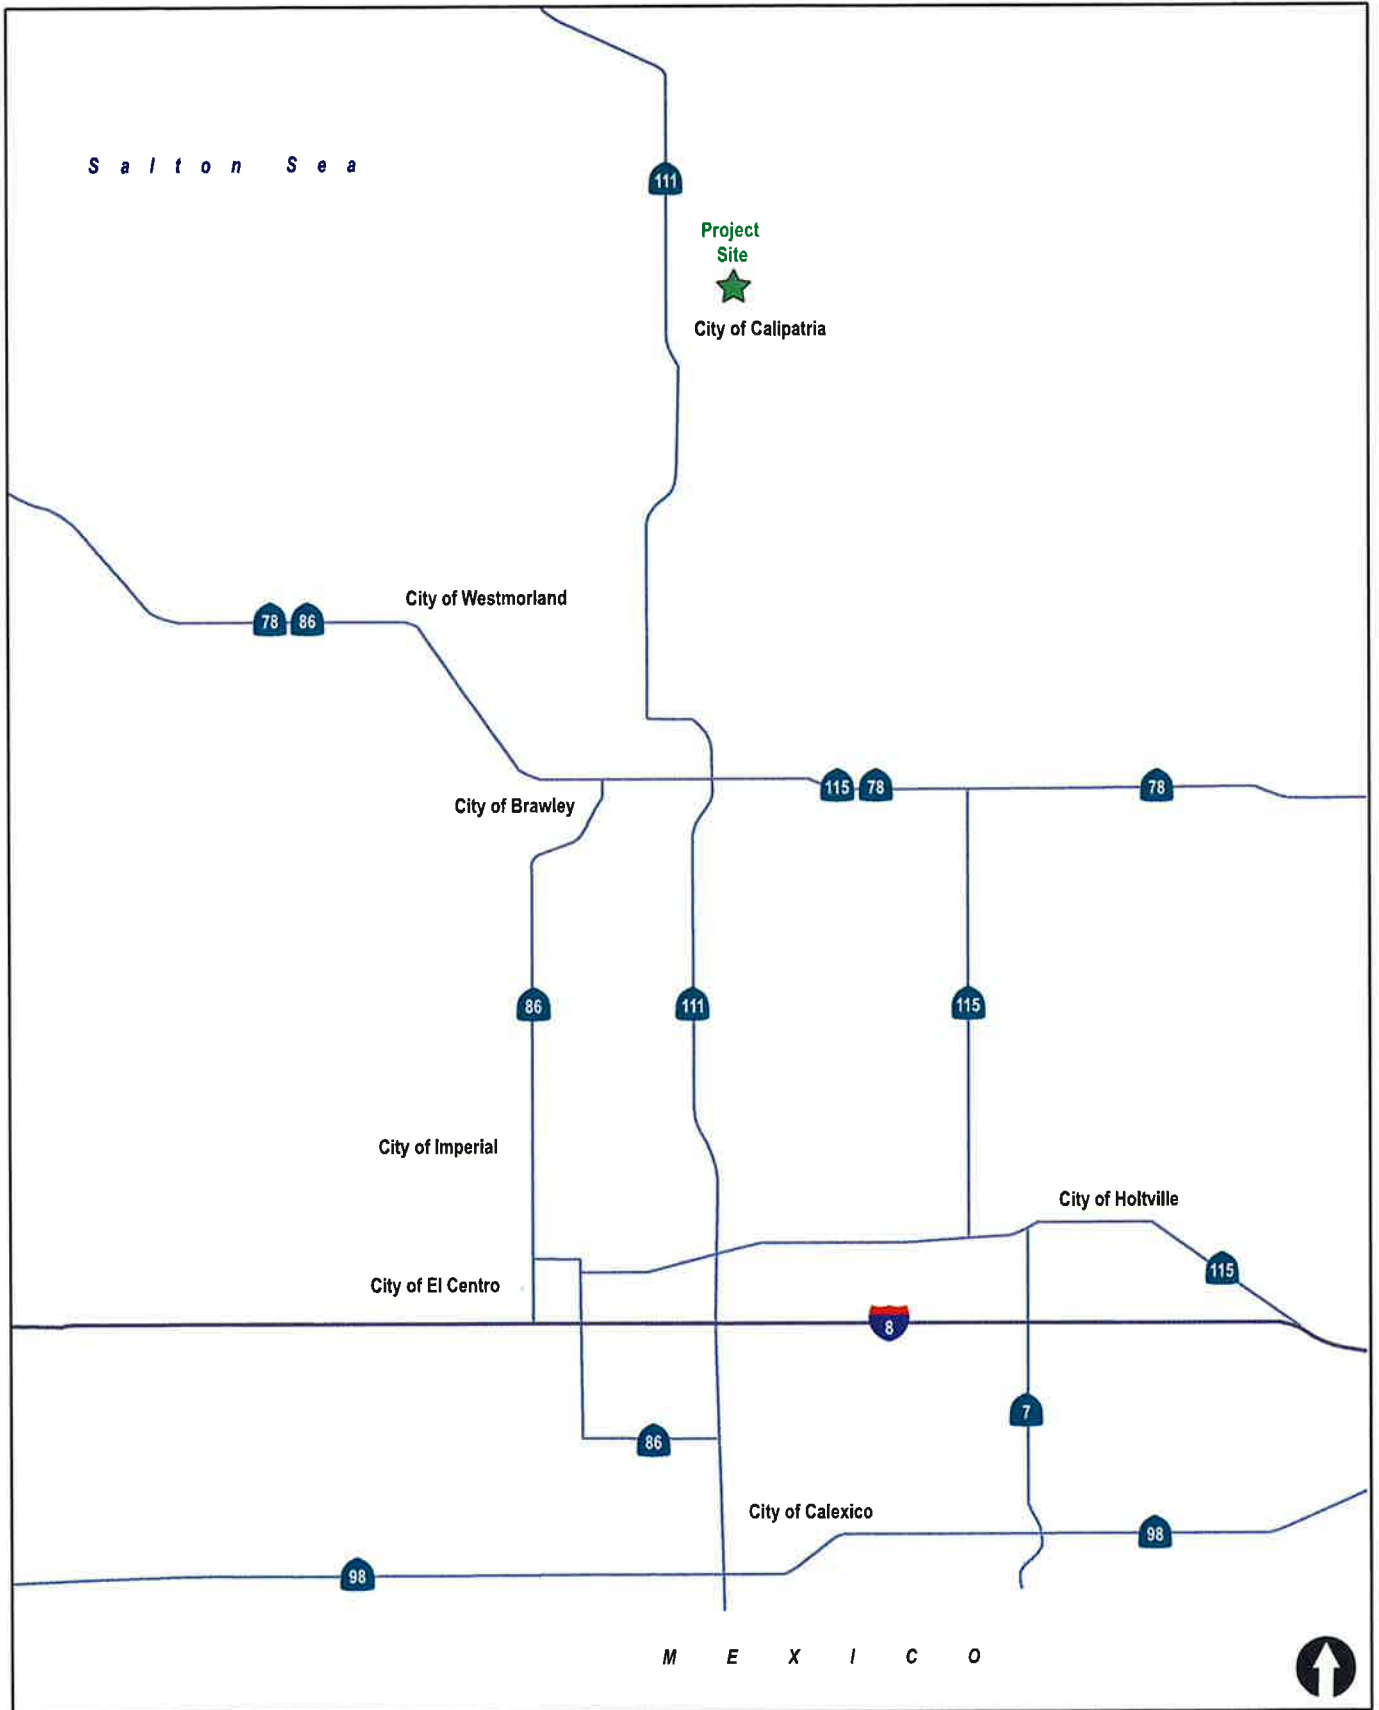 Salton Sea
111
Project
Site
City of Calipatria
City of Westmorland
78 86
115 78
78
City of Brawley
86
111
115
City of Imperial
City of Holtville
115
City of El Centro
8
7
86
City of Calexico
98
98
MEXICO